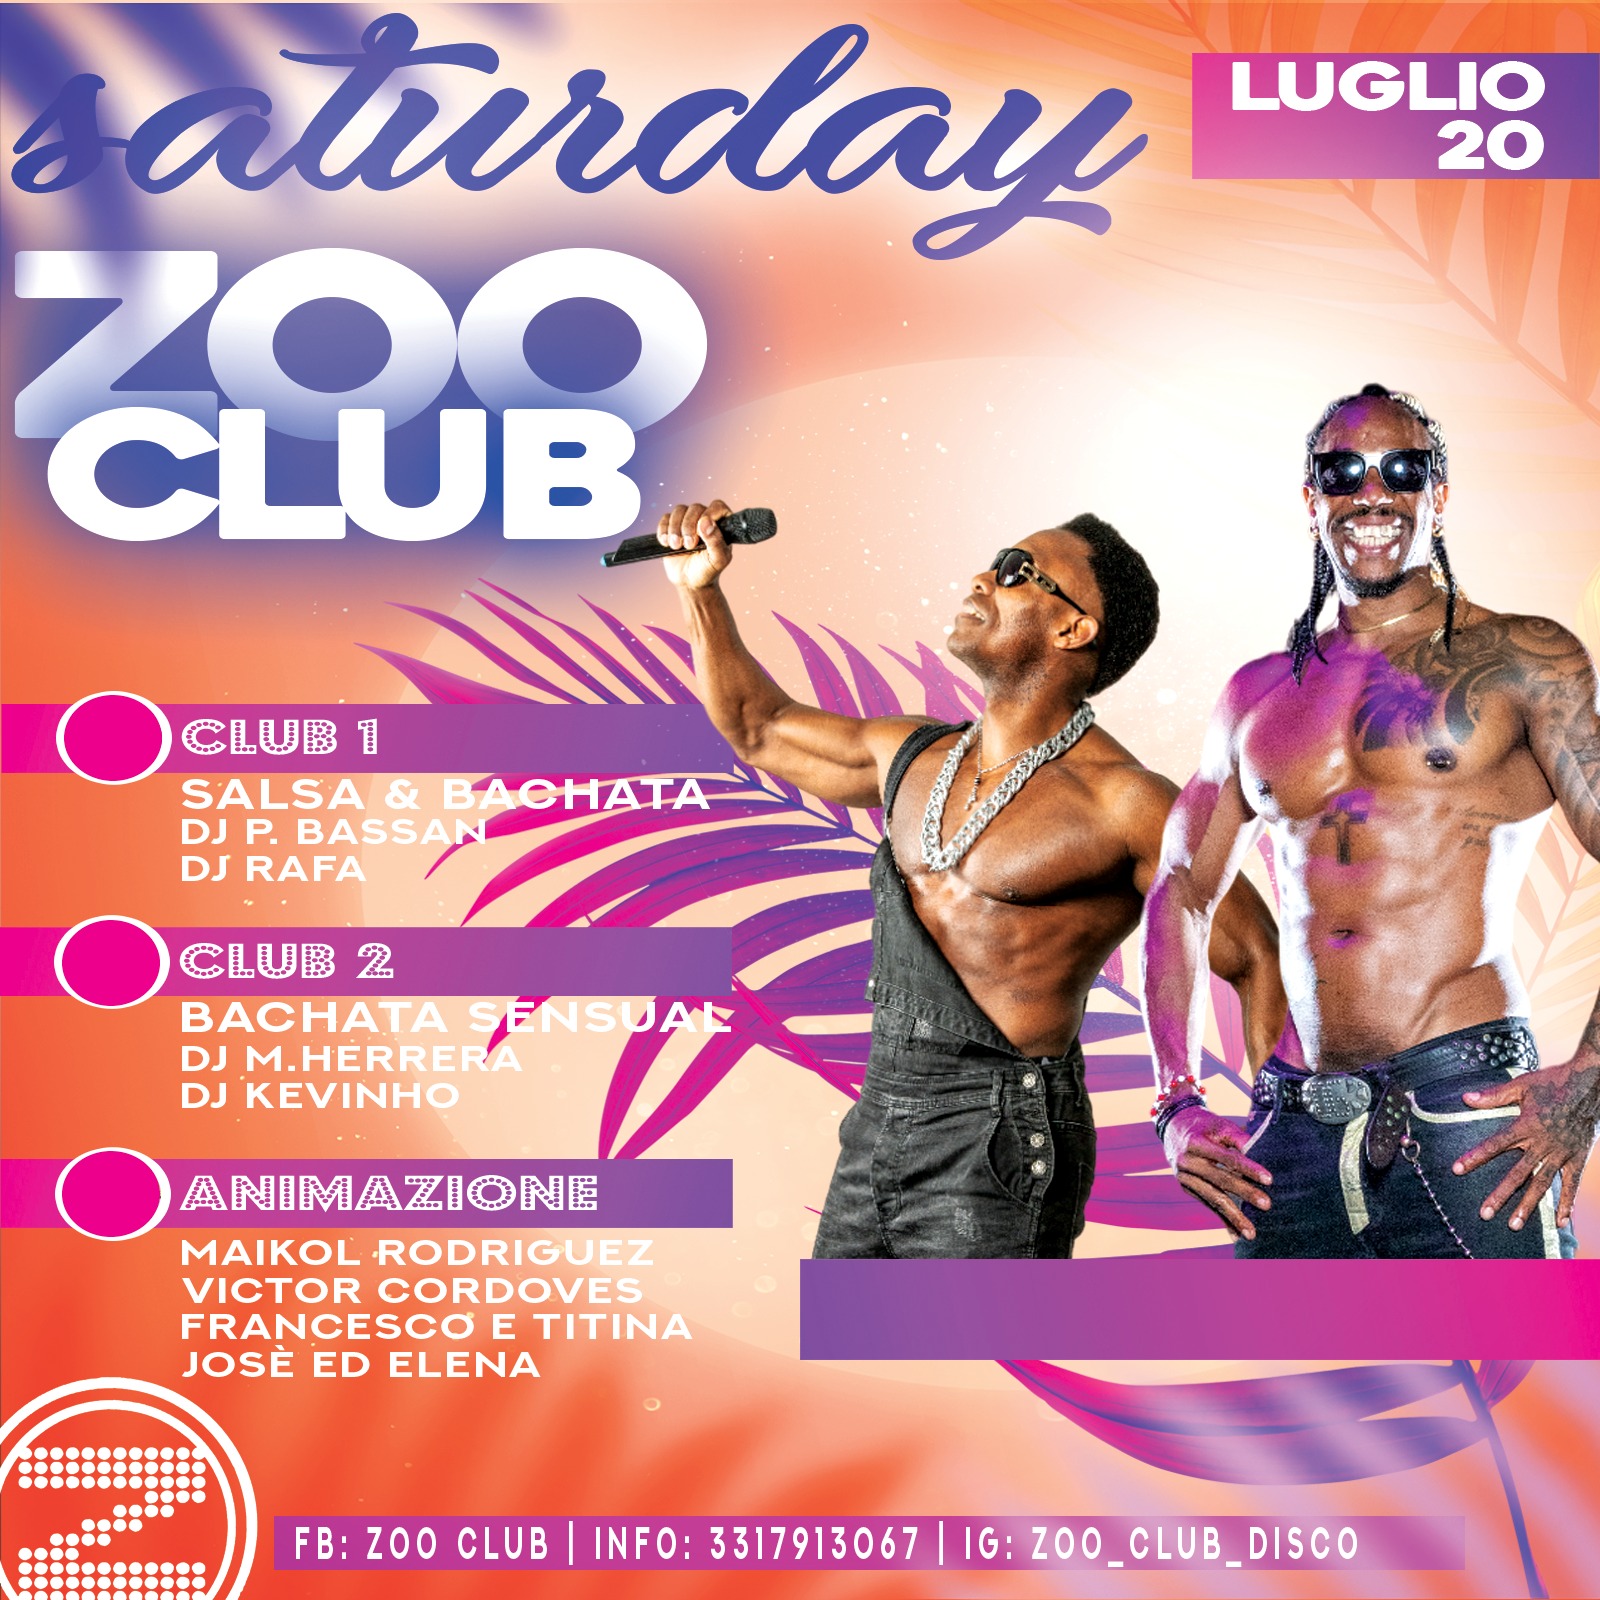 saturday
LUGLIO
20
ZOO
CLUB
CLUB 1
SALSA & BACHATA
DJ P. BASSAN
DJ RAFA
CLUB 2
BACHATA SENSUAL
DJ M.HERRERA
DJ KEVINHO
ANIMAZIONE
MAIKOL RODRIGUEZ
VICTOR CORDOVES
FRANCESCO E TITINA
JOSÈ ED ELENA
Z
FB: ZOO CLUB | INFO: 3317913067 | IG: ZOO_CLUB_DISCO